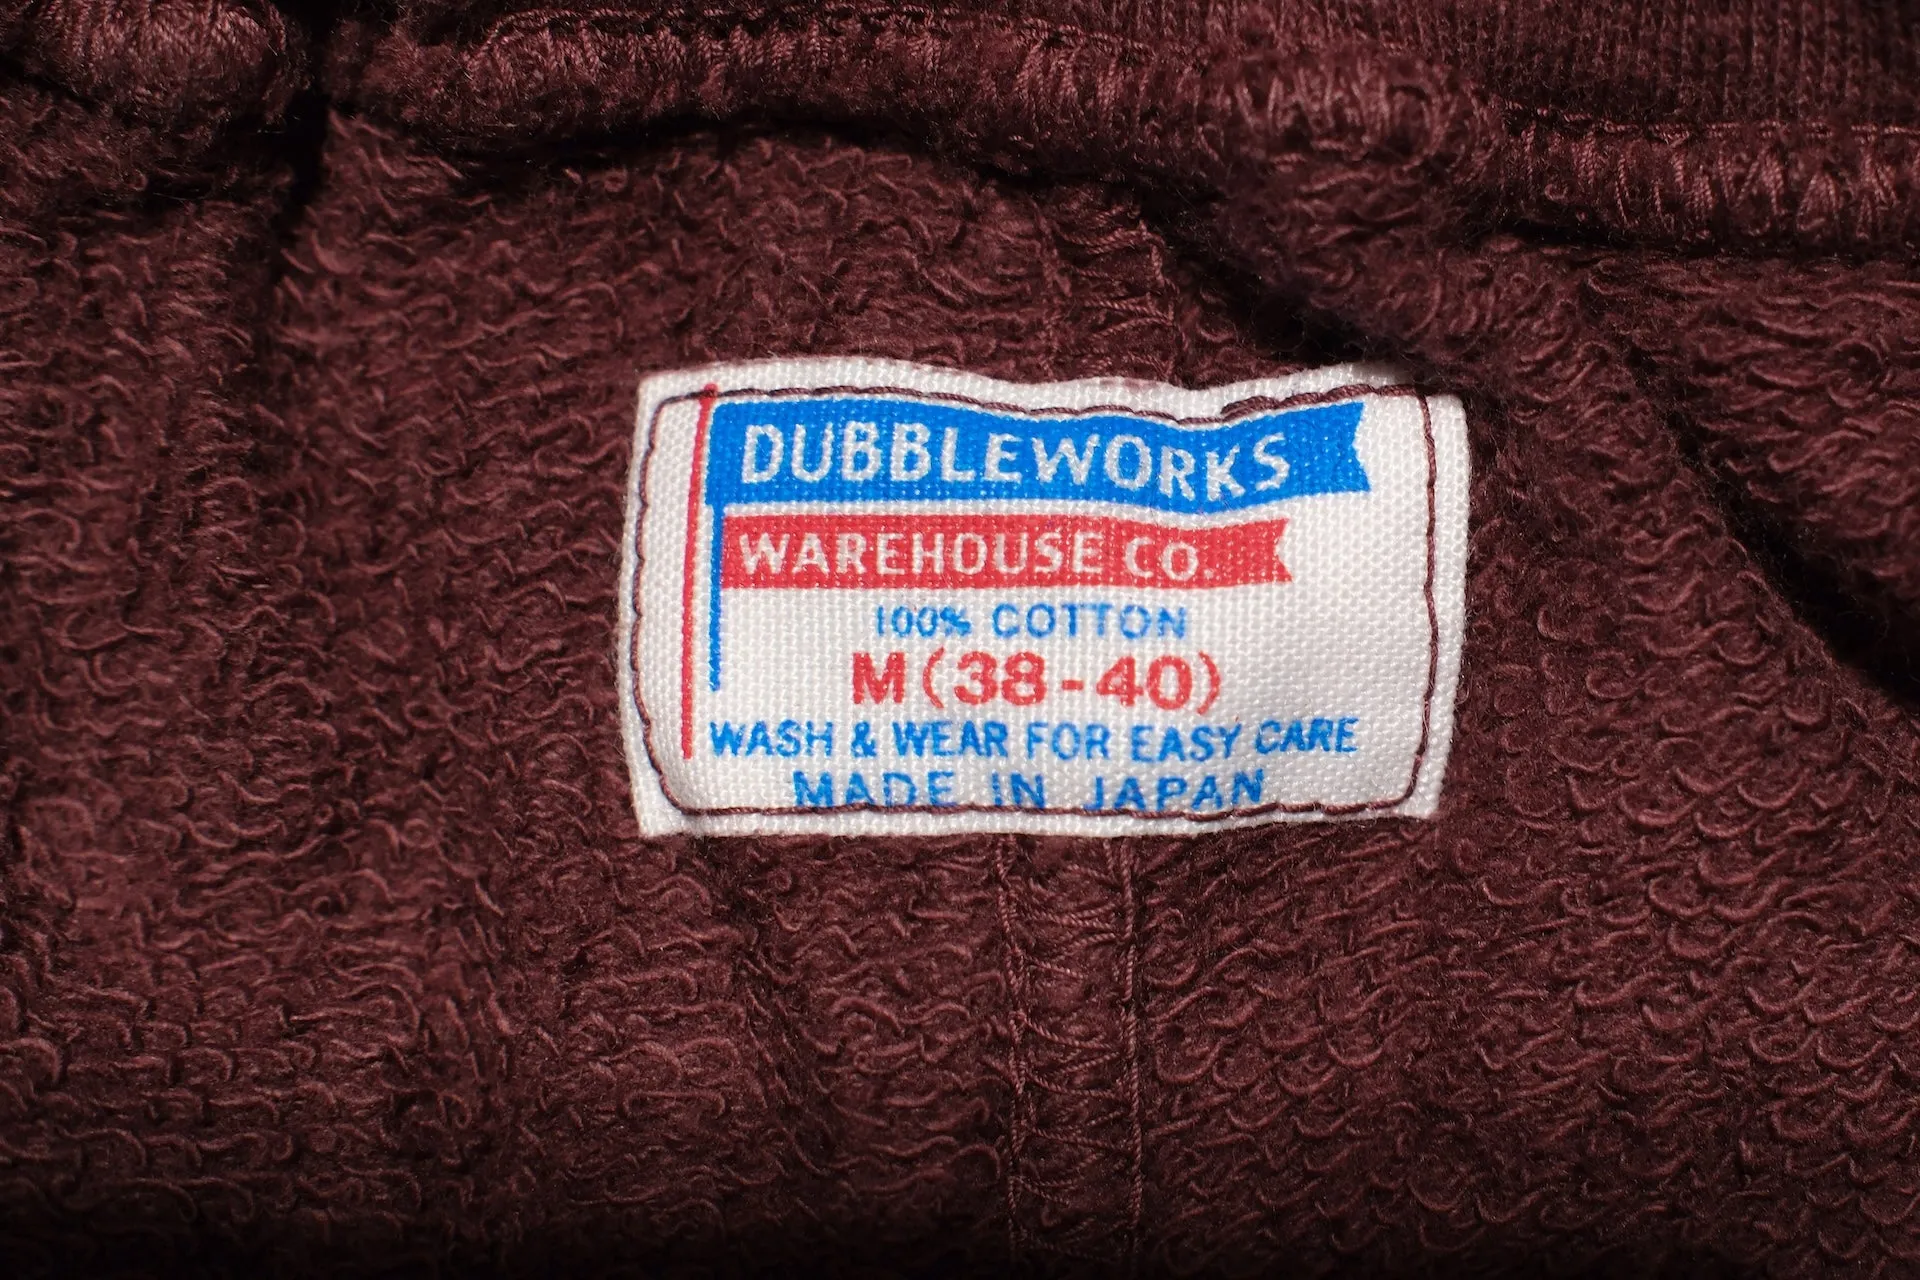 DUBBLEWORKS
WAREHOUSE CO.
100% COTTON
M (38-40)
WASH & WEAR FOR EASY CARE
MADE IN JAPAN